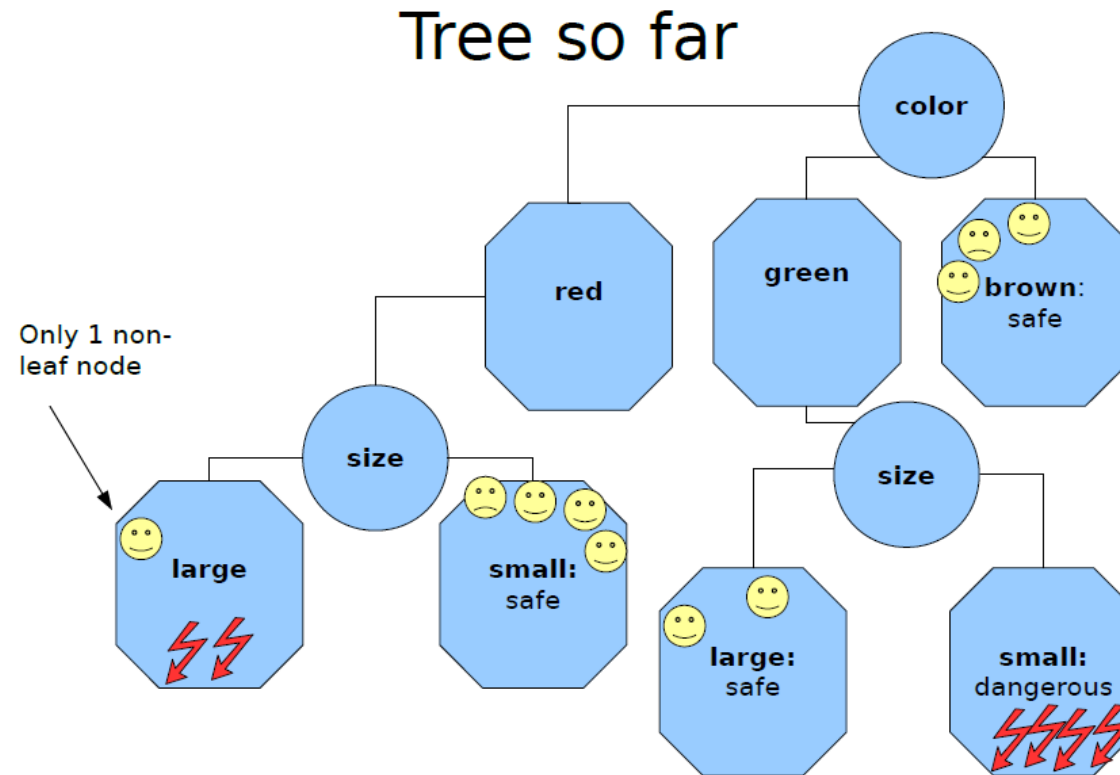 Tree so far
color
red
green
brown:
safe
Only 1 non-
leaf node
size
size
large
small:
safe
large:
safe
small:
dangerous